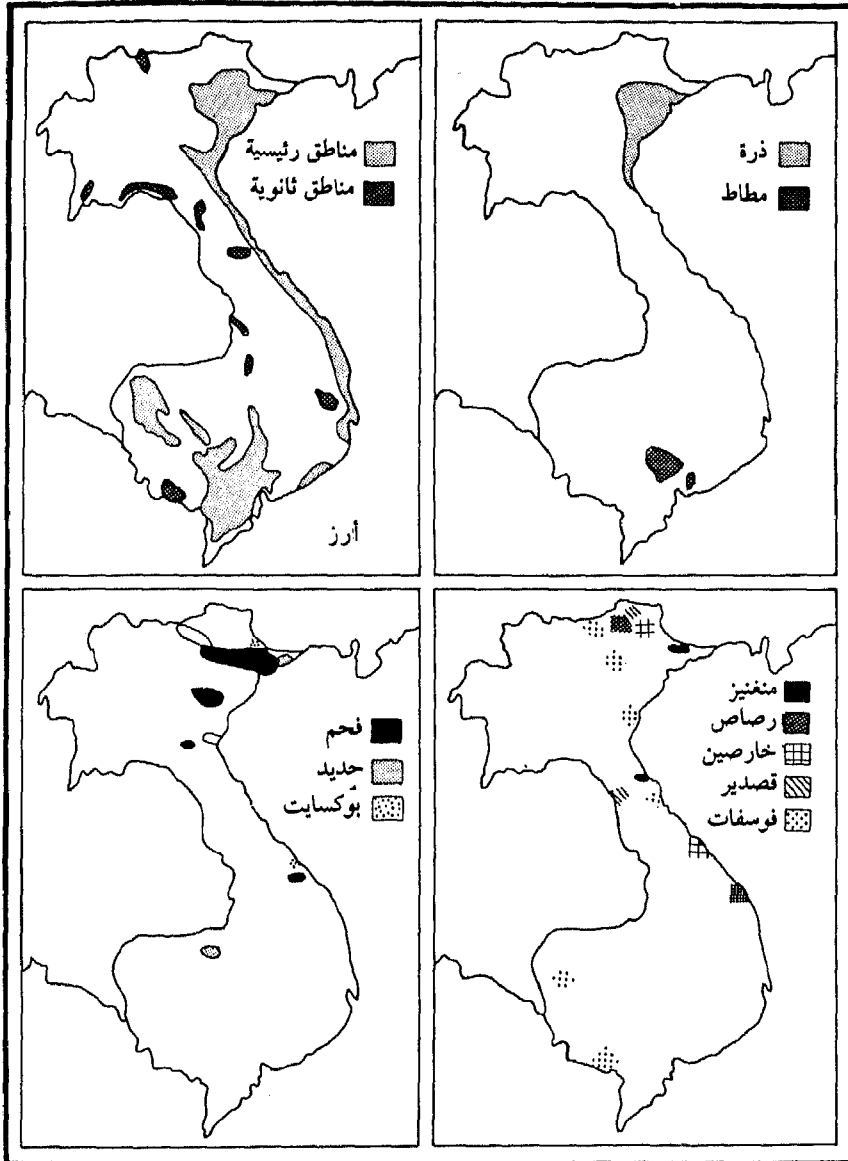 مناطق رئيسية
مناطق ثانوية
أرز
ذرة
مطاط
فحم
حديد
بوكسايت
منغنيز
رصاص
خارصين
قصدير
فوسفات